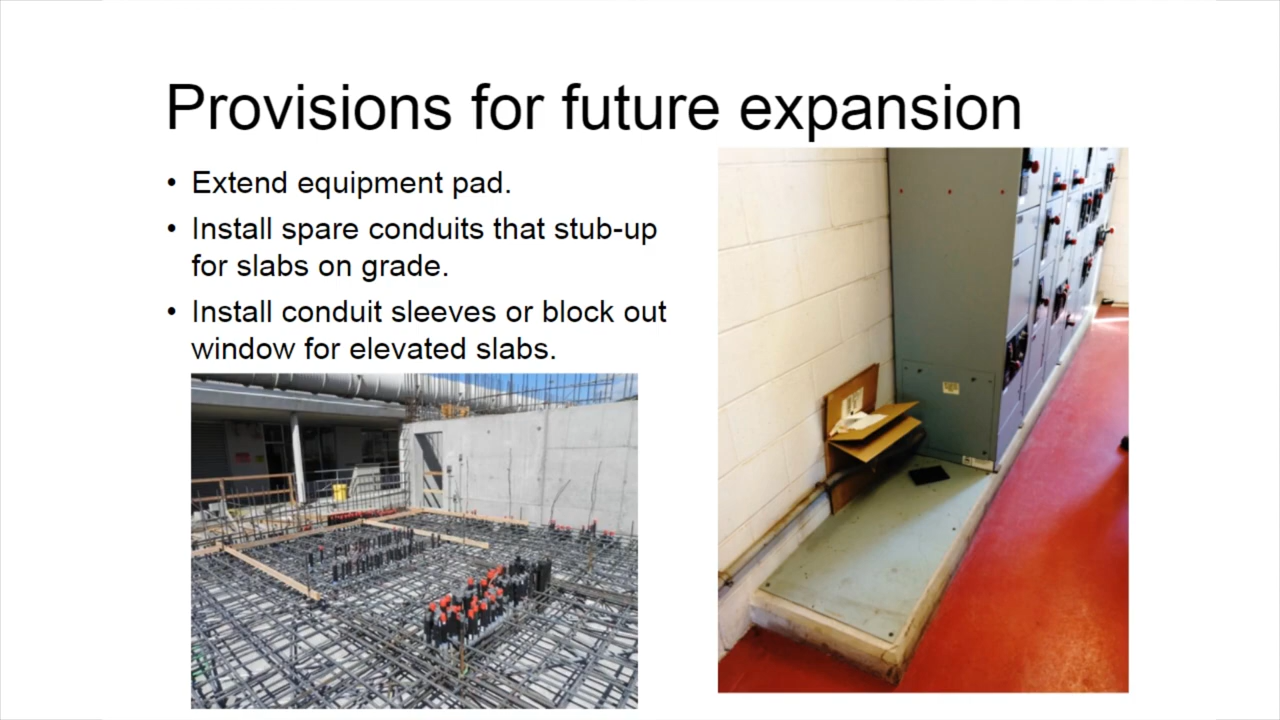 Provisions for future expansion
• Extend equipment pad.
• Install spare conduits that stub-up
for slabs on grade.
• Install conduit sleeves or block out
window for elevated slabs.